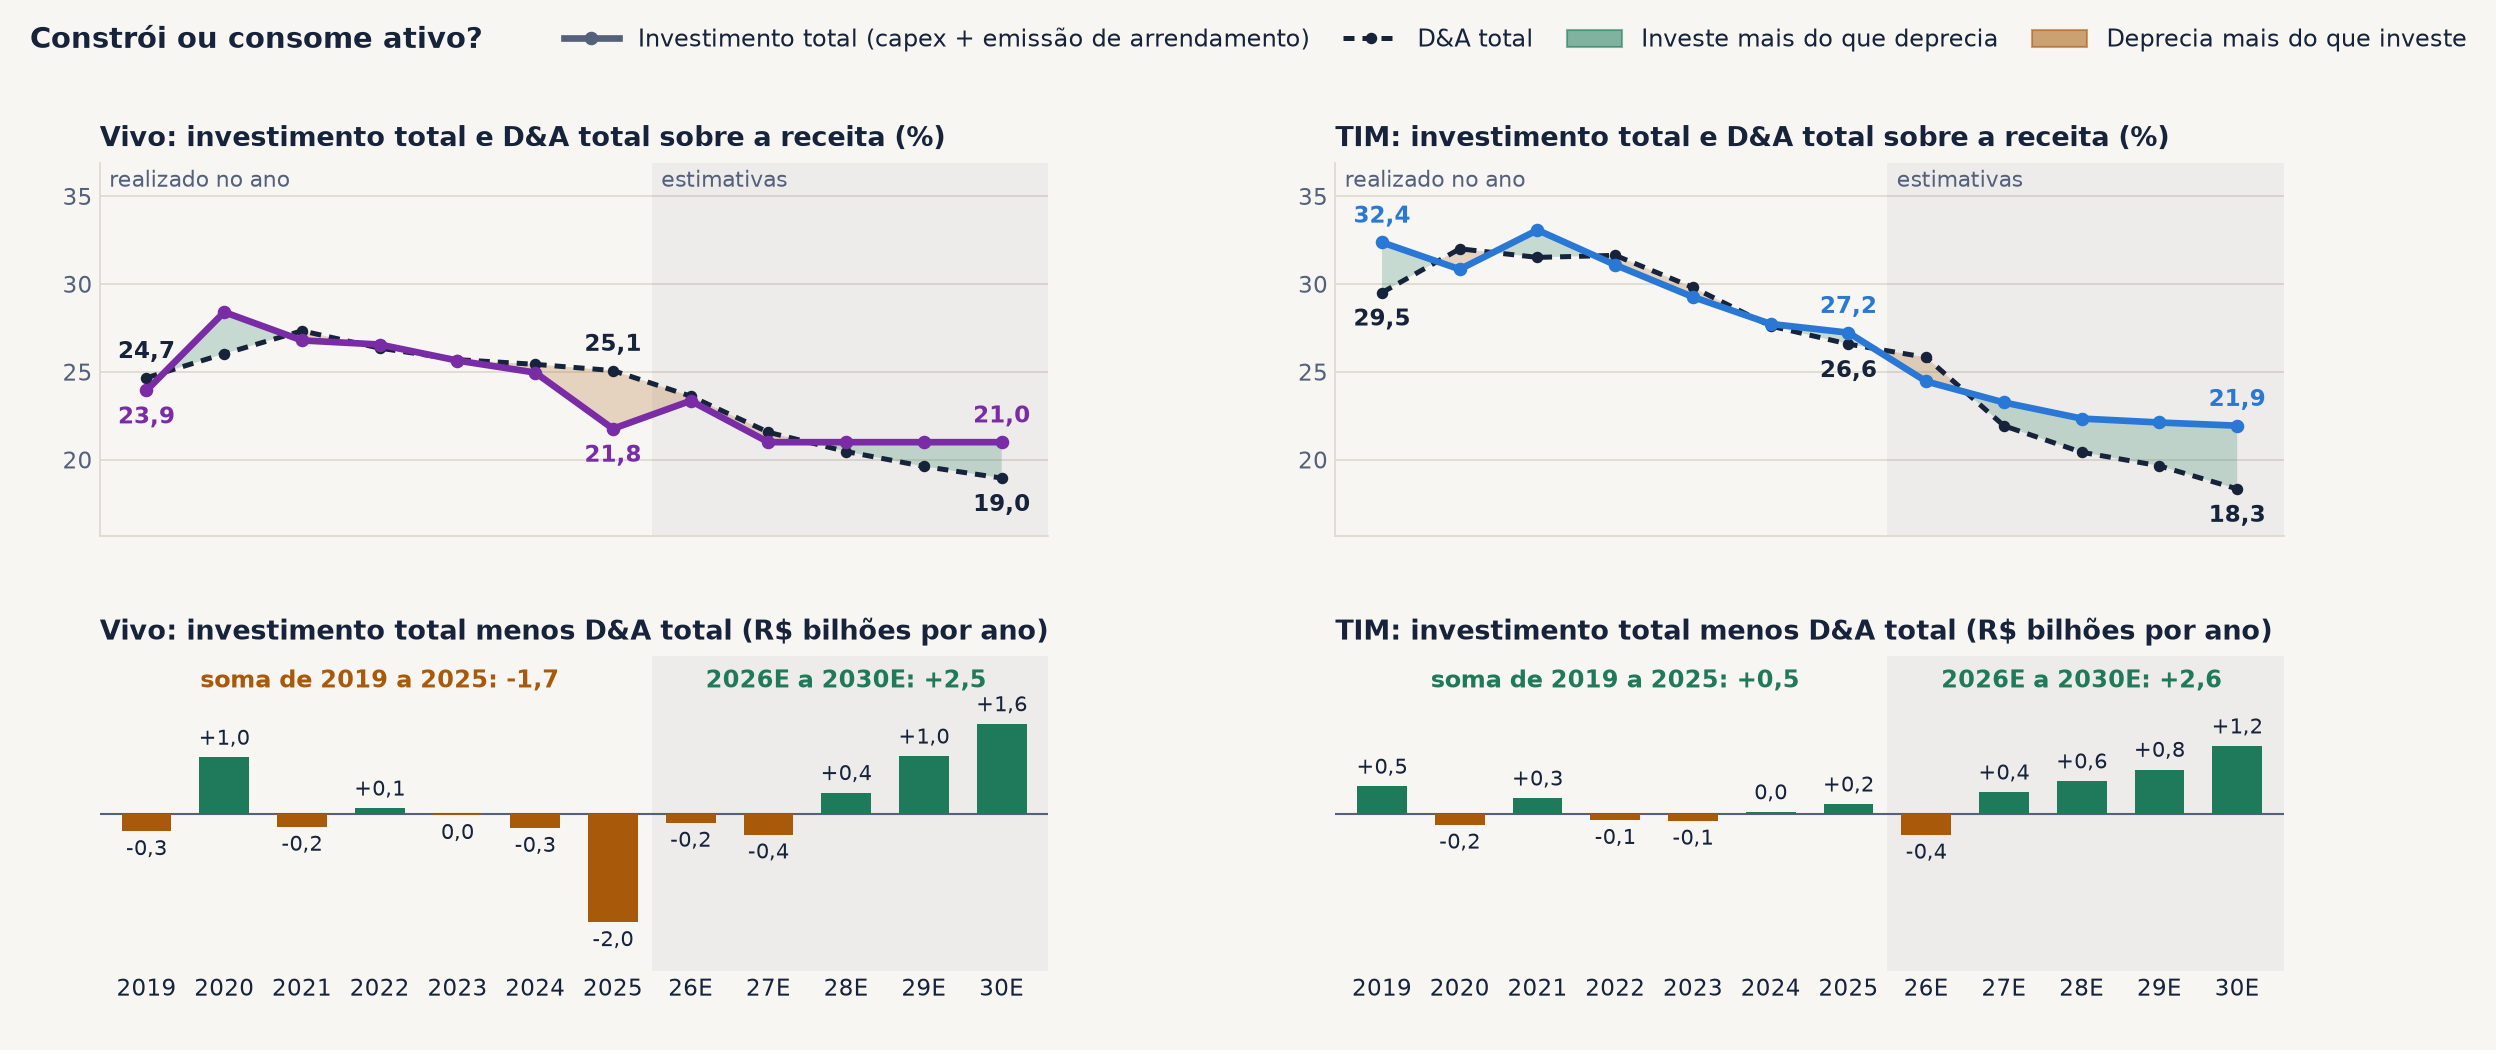 Constrói ou consome ativo?
Investimento total (capex + emissão de arrendamento)
D&A total
Investe mais do que deprecia
Deprecia mais do que investe
Vivo: investimento total e D&A total sobre a receita (%)
realizado no ano
estimativas
35
30
25
20
24,7
23,9
25,1
21,8
21,0
19,0
TIM: investimento total e D&A total sobre a receita (%)
realizado no ano
estimativas
35
30
25
20
32,4
29,5
27,2
26,6
21,9
18,3
Vivo: investimento total menos D&A total (R$ bilhões por ano)
soma de 2019 a 2025: -1,7
2026E a 2030E: +2,5
-0,3
+1,0
-0,2
+0,1
0,0
-0,3
-2,0
-0,2
-0,4
+0,4
+1,0
+1,6
2019 2020 2021 2022 2023 2024 2025 26E 27E 28E 29E 30E
TIM: investimento total menos D&A total (R$ bilhões por ano)
soma de 2019 a 2025: +0,5
2026E a 2030E: +2,6
+0,5
-0,2
+0,3
-0,1
-0,1
0,0
+0,2
-0,4
+0,4
+0,6
+0,8
+1,2
2019 2020 2021 2022 2023 2024 2025 26E 27E 28E 29E 30E